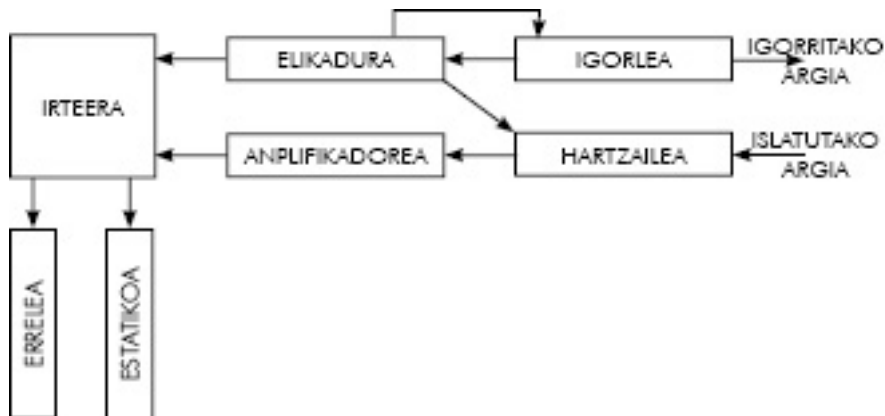 ELIKADURA
IGORLEA
IGORRITAKO
ARGIA
IRTEERA
ANPLIFIKADOREA
HARTZAILEA
ISLATUTAKO
ARGIA
ERRELEA
ESTATIKOA